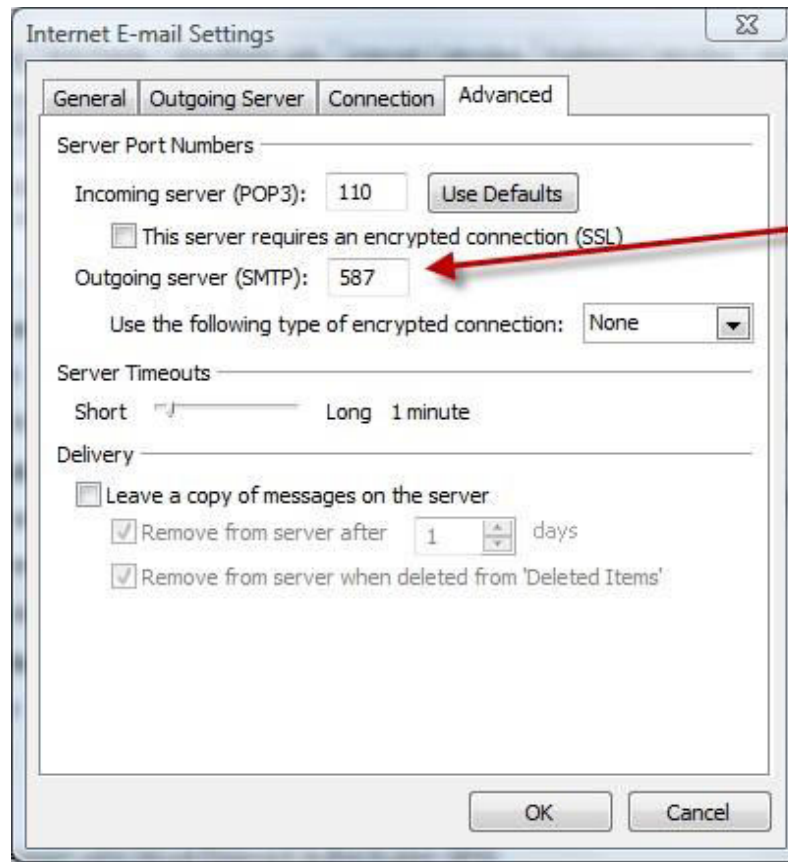 Internet E-mail Settings
General Outgoing Server Connection Advanced
Server Port Numbers
Incoming server (POP3): 110 Use Defaults
This server requires an encrypted connection (SSL)
Outgoing server (SMTP): 587
Use the following type of encrypted connection: None
Server Timeouts
Short Long 1 minute
Delivery
Leave a copy of messages on the server
Remove from server after 1 days
Remove from server when deleted from 'Deleted Items'
OK Cancel